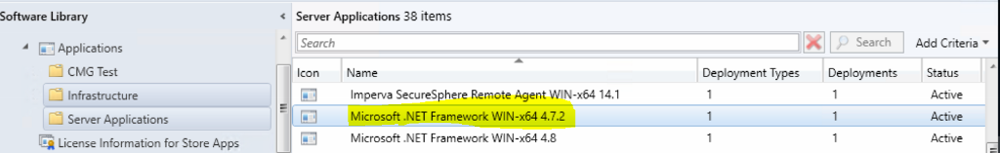 Software Library
Server Applications 38 items
Applications
CMG Test
Infrastructure
Server Applications
License Information for Store Apps
Search
Search
Add Criteria
Icon Name Deployment Types Deployments Status
Imperva SecureSphere Remote Agent WIN-x64 14.1 1 1 Active
Microsoft .NET Framework WIN-x64 4.7.2 1 1 Active
Microsoft .NET Framework WIN-x64 4.8 1 1 Active